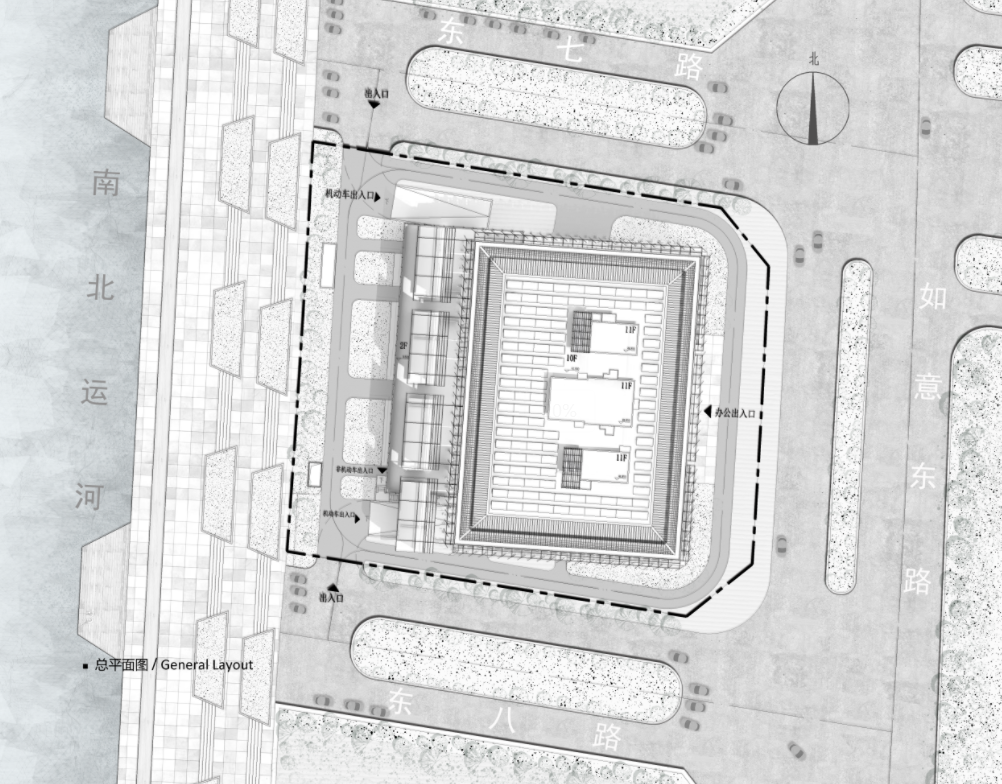 东七路
北
出入口
机动车出入口
南北运河
如意东路
2F
11F
10F
11F
11F
办公出入口
非机动车出入口
机动车出入口
出入口
■ 总平面图 / General Layout
东八路